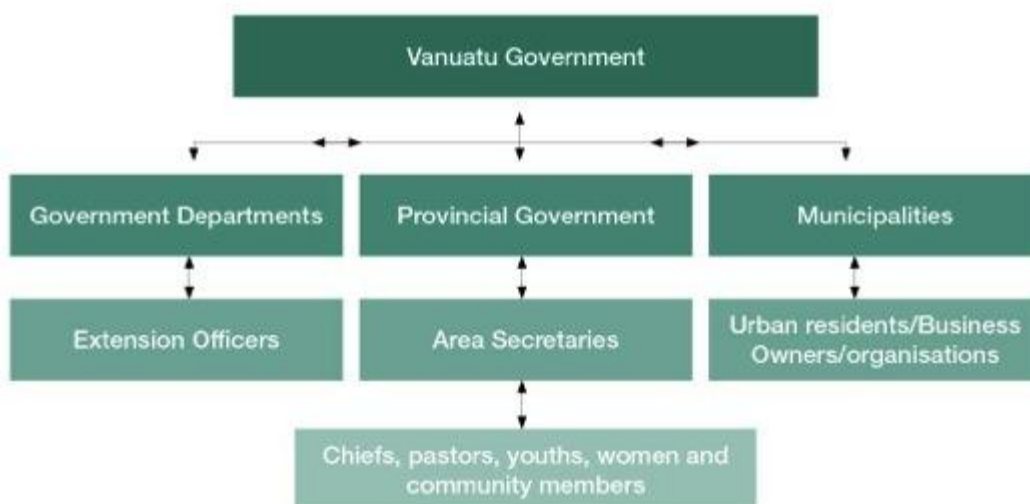 Vanuatu Government
Government Departments
Provincial Government
Municipalities
Extension Officers
Area Secretaries
Urban residents/Business
Owners/organisations
Chiefs, pastors, youths, women and
community members